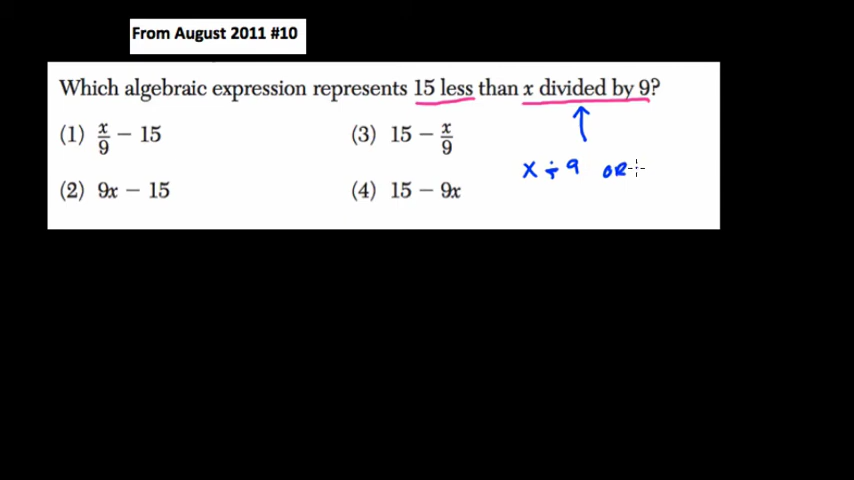 From August 2011 #10
Which algebraic expression represents 15 less than x divided by 9?
(1) x/9 − 15
(3) 15 − x/9
x ÷ 9 OR
(2) 9x − 15
(4) 15 − 9x